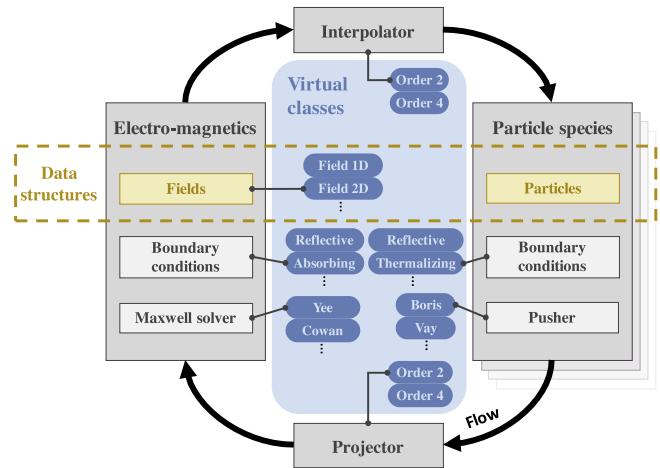 Interpolator
Virtual
classes
Order 2
Order 4
Electro-magnetics
Particle species
Data
structures
Fields
Field 1D
Field 2D
...
Particles
Boundary
conditions
Reflective
Absorbing
...
Reflective
Thermalizing
...
Boundary
conditions
Maxwell solver
Yee
Cowan
...
Boris
Vay
...
Pusher
Order 2
Order 4
Flow
Projector